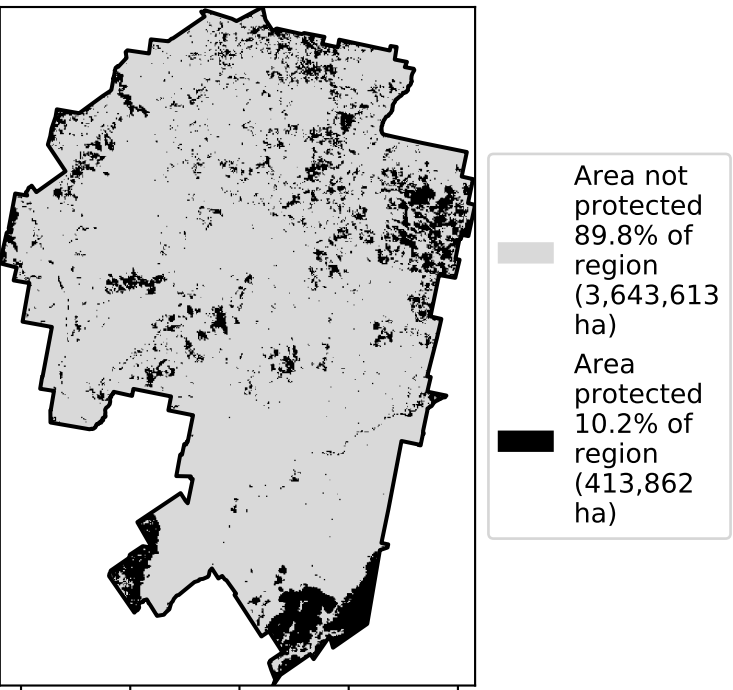 Area not
protected
89.8% of
region
(3,643,613
ha)
Area
protected
10.2% of
region
(413,862
ha)